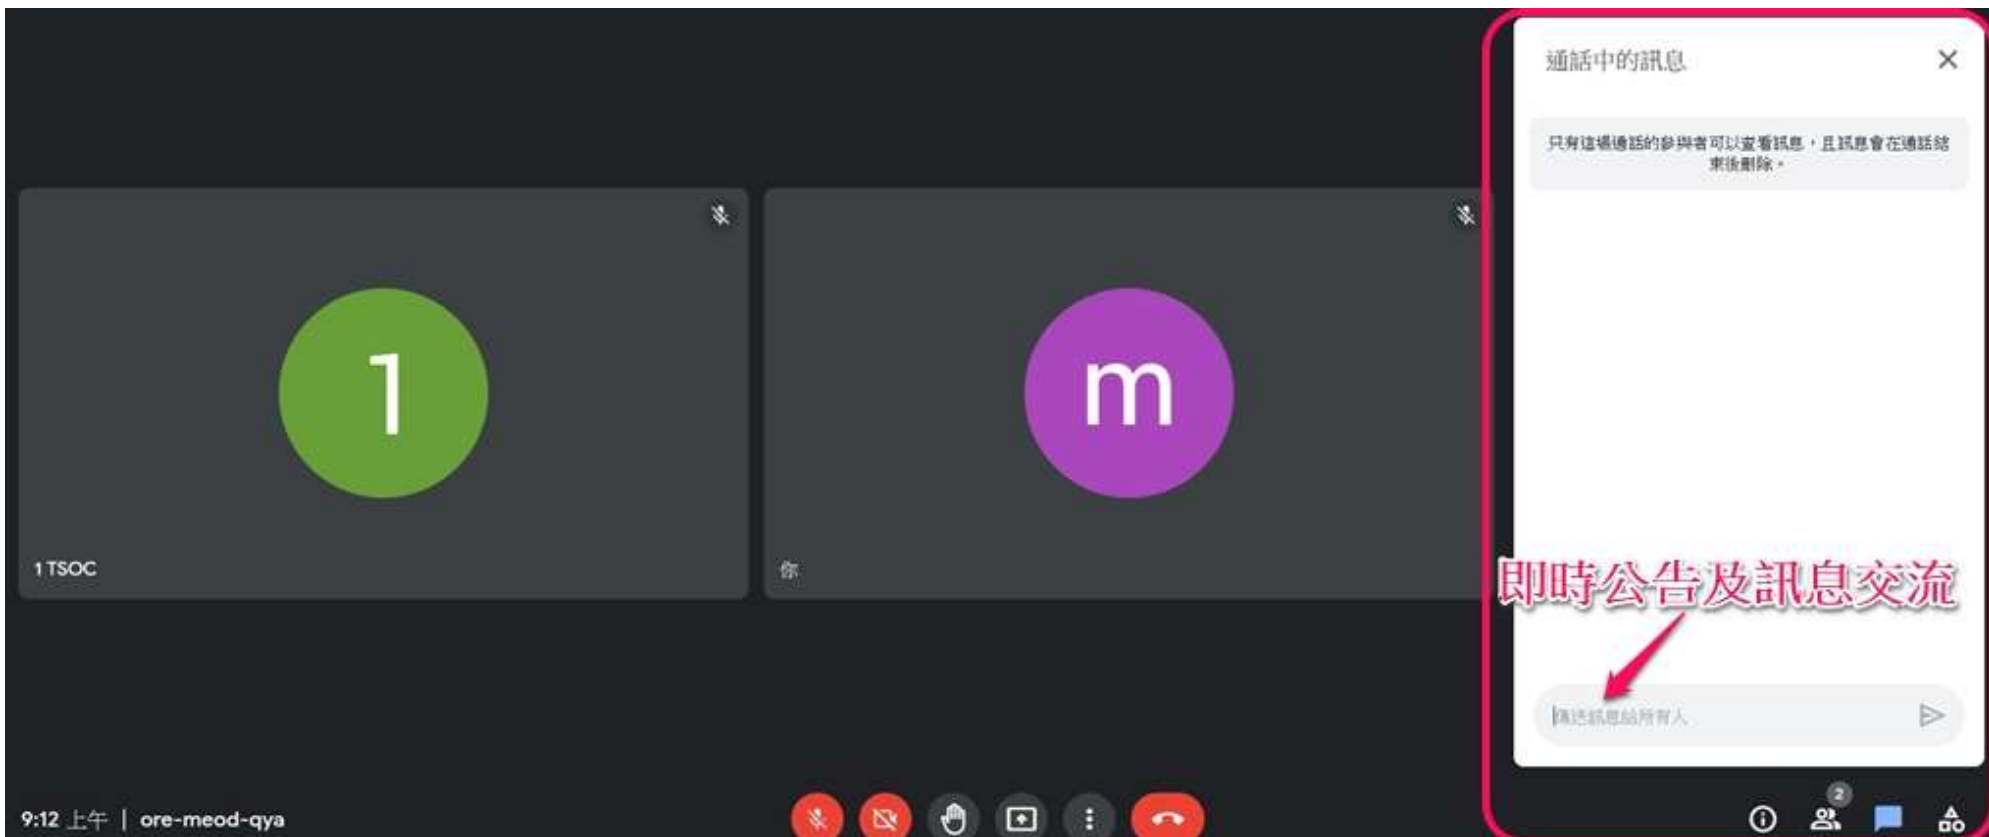 通話中的訊息
只有這場通話的參與者可以查看訊息，且訊息會在通話結
束後刪除。
1
m
1 TSOC
你
即時公告及訊息交流
傳送訊息給所有人
9:12 上午 | ore-meod-qya
2